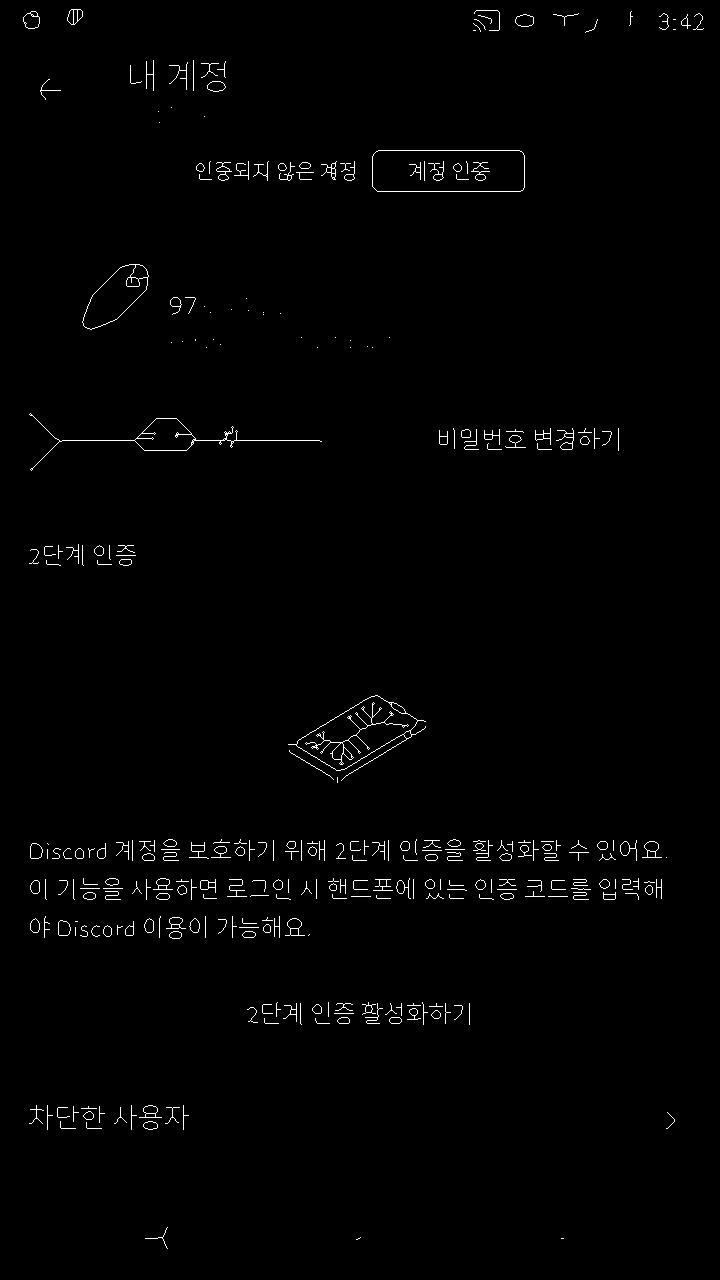 3:42
내 계정
인증되지 않은 계정 계정 인증
97
비밀번호 변경하기
2단계 인증
Discord 계정을 보호하기 위해 2단계 인증을 활성화할 수 있어요.
이 기능을 사용하면 로그인 시 핸드폰에 있는 인증 코드를 입력해
야 Discord 이용이 가능해요.
2단계 인증 활성화하기
차단한 사용자